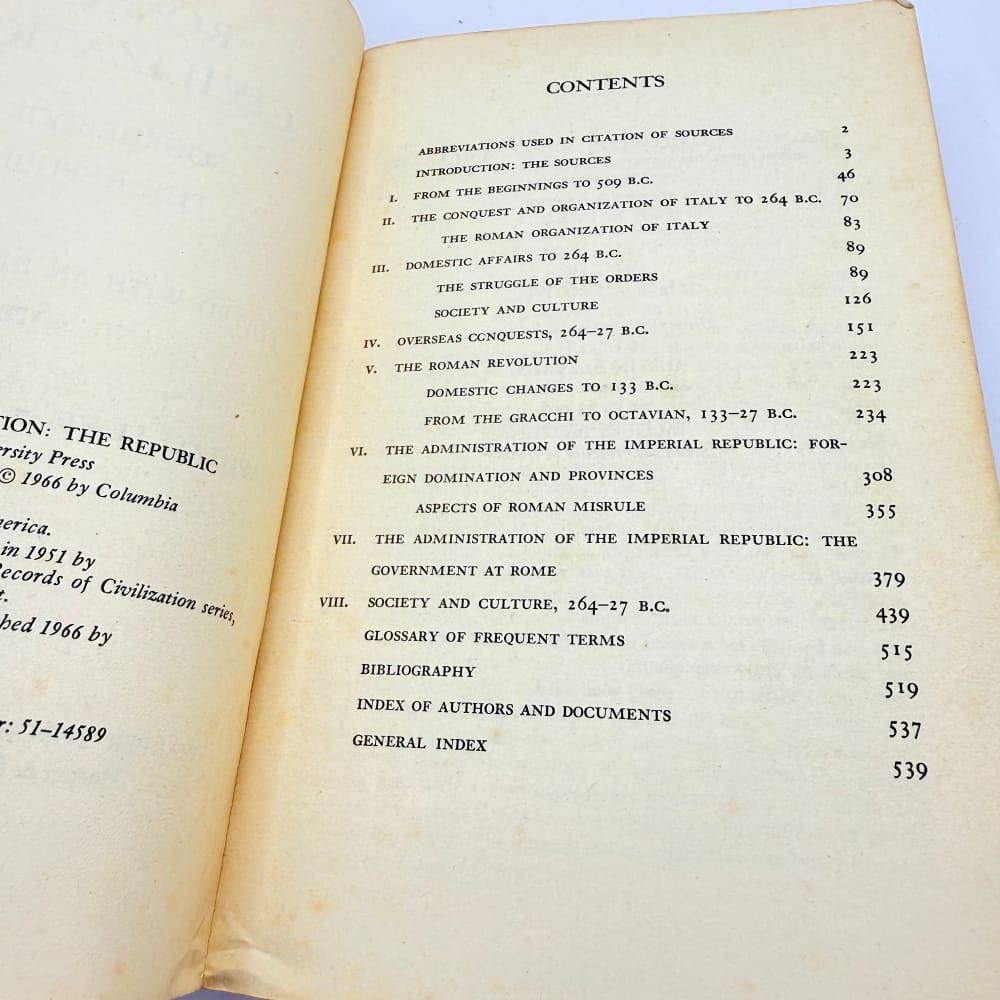 TION: THE REPUBLIC
ersity Press
© 1966 by Columbia
erica.
in 1951 by
ecords of Civilization series,
t.
hed 1966 by
r: 51–14589
CONTENTS
ABBREVIATIONS USED IN CITATION OF SOURCES 2
INTRODUCTION: THE SOURCES 3
I. FROM THE BEGINNINGS TO 509 B.C. 46
II. THE CONQUEST AND ORGANIZATION OF ITALY TO 264 B.C. 70
THE ROMAN ORGANIZATION OF ITALY 83
III. DOMESTIC AFFAIRS TO 264 B.C. 89
THE STRUGGLE OF THE ORDERS 89
SOCIETY AND CULTURE 126
IV. OVERSEAS CONQUESTS, 264–27 B.C. 151
V. THE ROMAN REVOLUTION 223
DOMESTIC CHANGES TO 133 B.C. 223
FROM THE GRACCHI TO OCTAVIAN, 133–27 B.C. 234
VI. THE ADMINISTRATION OF THE IMPERIAL REPUBLIC: FOR-
EIGN DOMINATION AND PROVINCES 308
ASPECTS OF ROMAN MISRULE 355
VII. THE ADMINISTRATION OF THE IMPERIAL REPUBLIC: THE
GOVERNMENT AT ROME 379
VIII. SOCIETY AND CULTURE, 264–27 B.C. 439
GLOSSARY OF FREQUENT TERMS 515
BIBLIOGRAPHY 519
INDEX OF AUTHORS AND DOCUMENTS 537
GENERAL INDEX 539